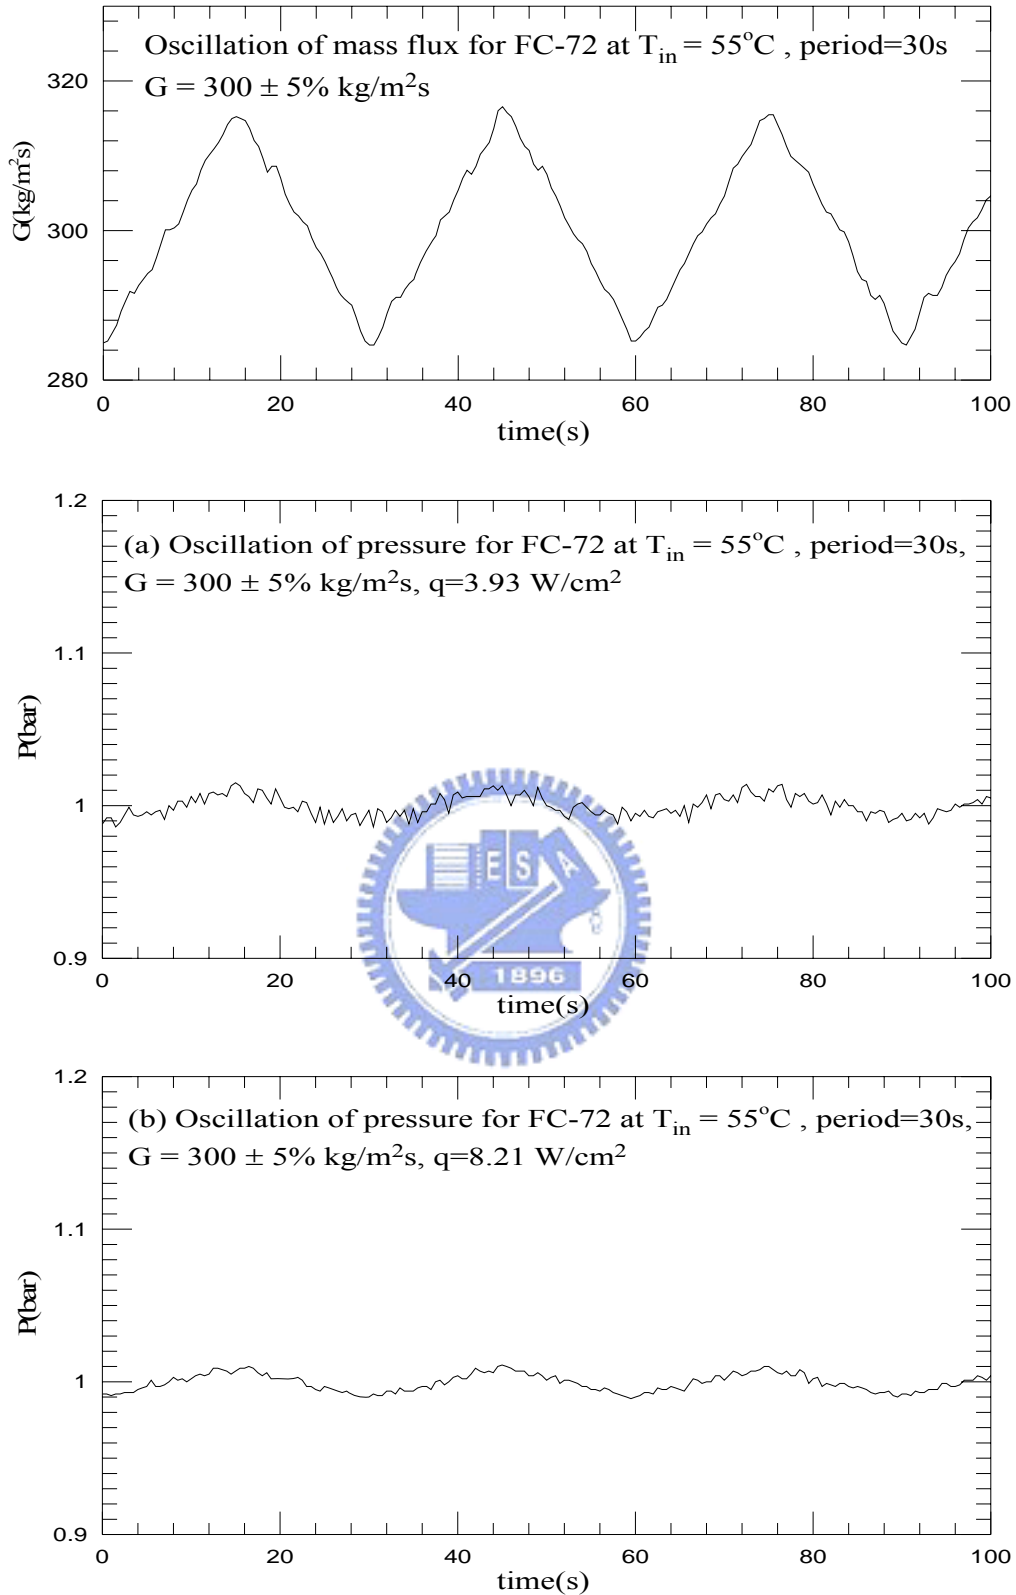 Oscillation of mass flux for FC-72 at Tin = 55°C , period=30s
G = 300 ± 5% kg/m²s
320
300
280
G(kg/m²s)
0 20 40 60 80 100
time(s)
1.2
(a) Oscillation of pressure for FC-72 at Tin = 55°C , period=30s,
G = 300 ± 5% kg/m²s, q=3.93 W/cm²
1.1
P(bar)
1
E S A
0.9
1896
0 20 40 60 80 100
time(s)
1.2
(b) Oscillation of pressure for FC-72 at Tin = 55°C , period=30s,
G = 300 ± 5% kg/m²s, q=8.21 W/cm²
1.1
P(bar)
1
0.9
0 20 40 60 80 100
time(s)